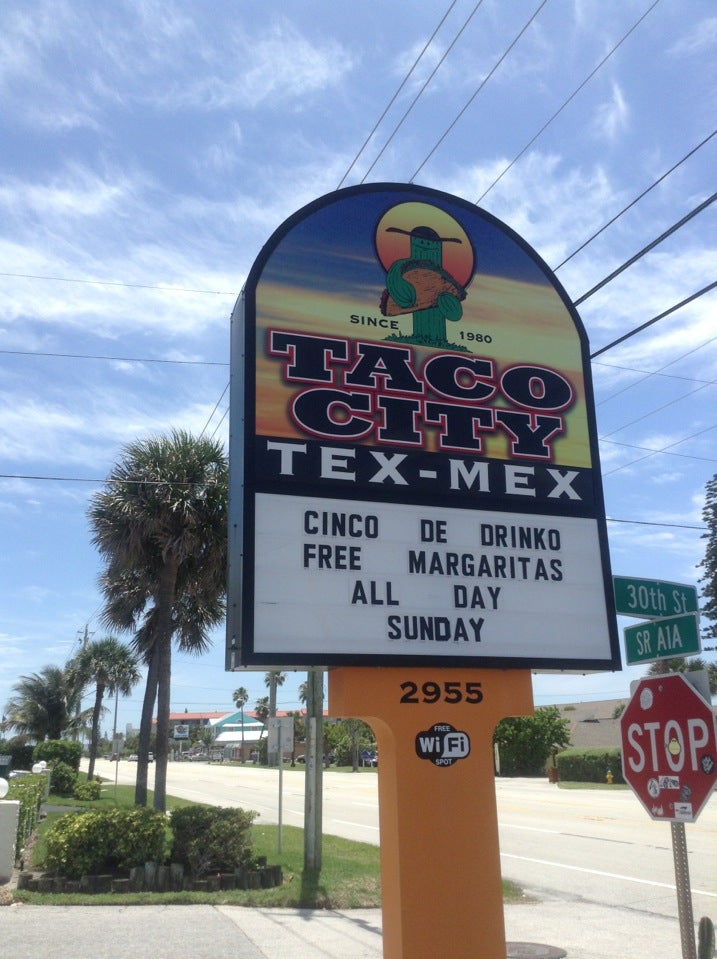 SINCE 1980
TACO
CITY
TEX-MEX
CINCO DE DRINKO
FREE MARGARITAS
ALL DAY
SUNDAY
2955
FREE
WiFi
SPOT
30th St
SR A1A
STOP